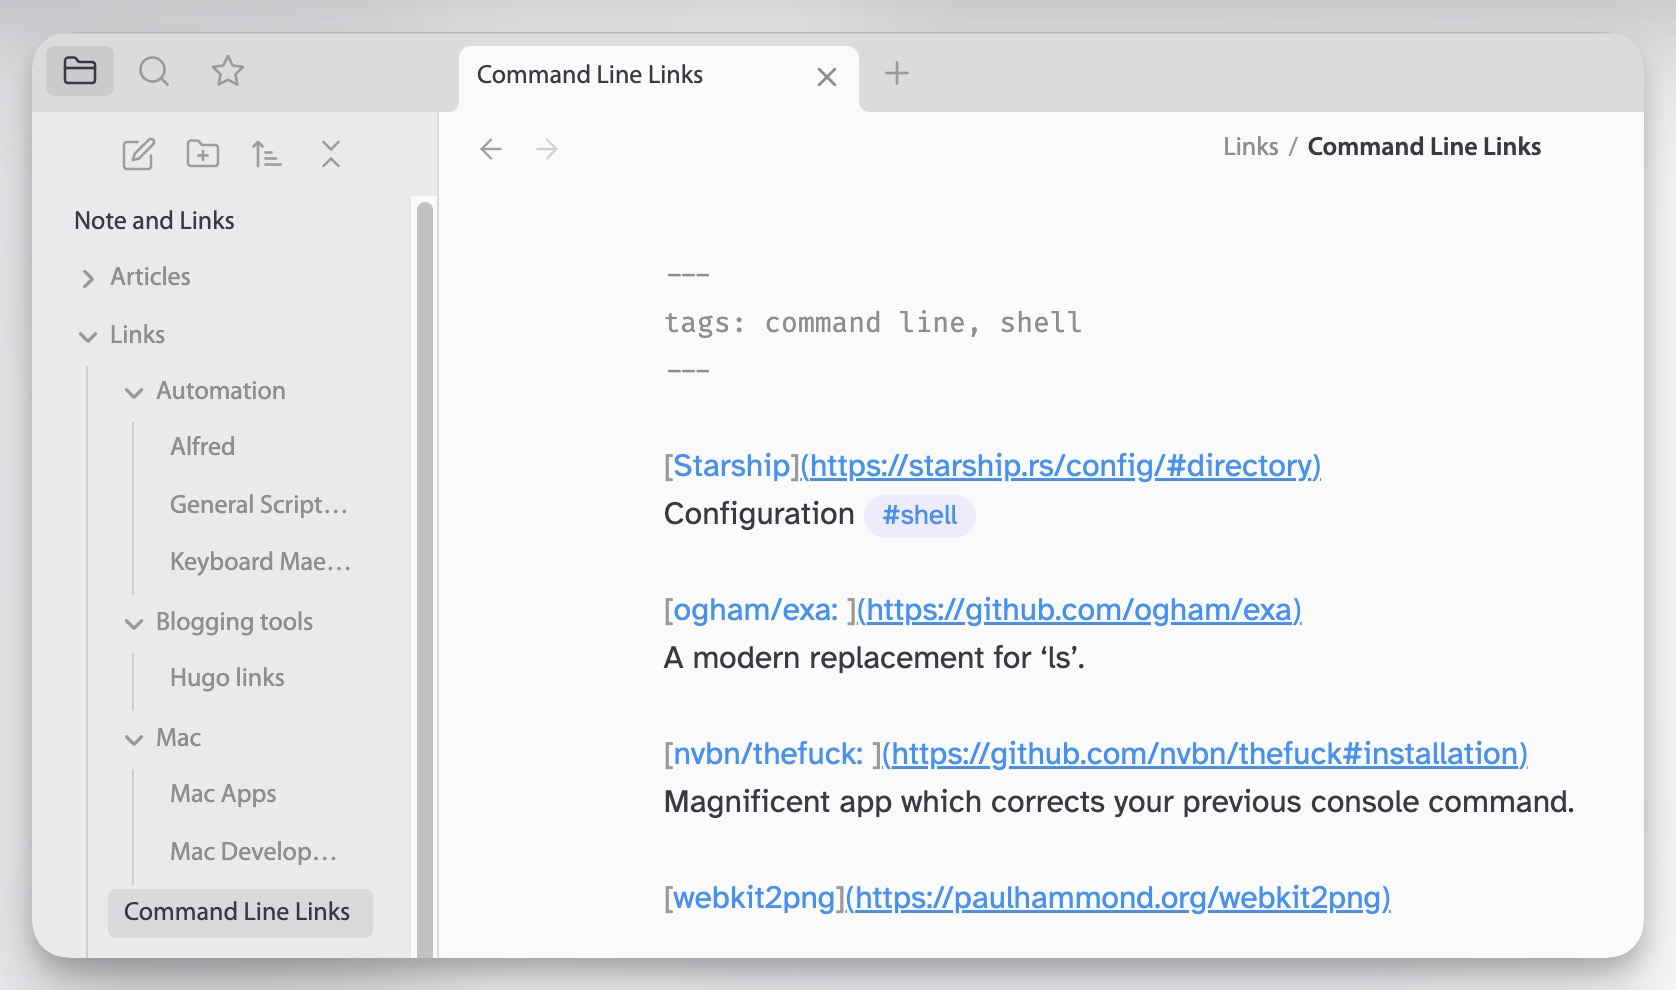 Command Line Links
Links / Command Line Links
Note and Links
Articles
Links
Automation
Alfred
General Script...
Keyboard Mae...
Blogging tools
Hugo links
Mac
Mac Apps
Mac Develop...
Command Line Links
---
tags: command line, shell
---
[Starship](https://starship.rs/config/#directory)
Configuration #shell
[ogham/exa: ](https://github.com/ogham/exa)
A modern replacement for ‘ls’.
[nvbn/thefuck: ](https://github.com/nvbn/thefuck#installation)
Magnificent app which corrects your previous console command.
[webkit2png](https://paulhammond.org/webkit2png)